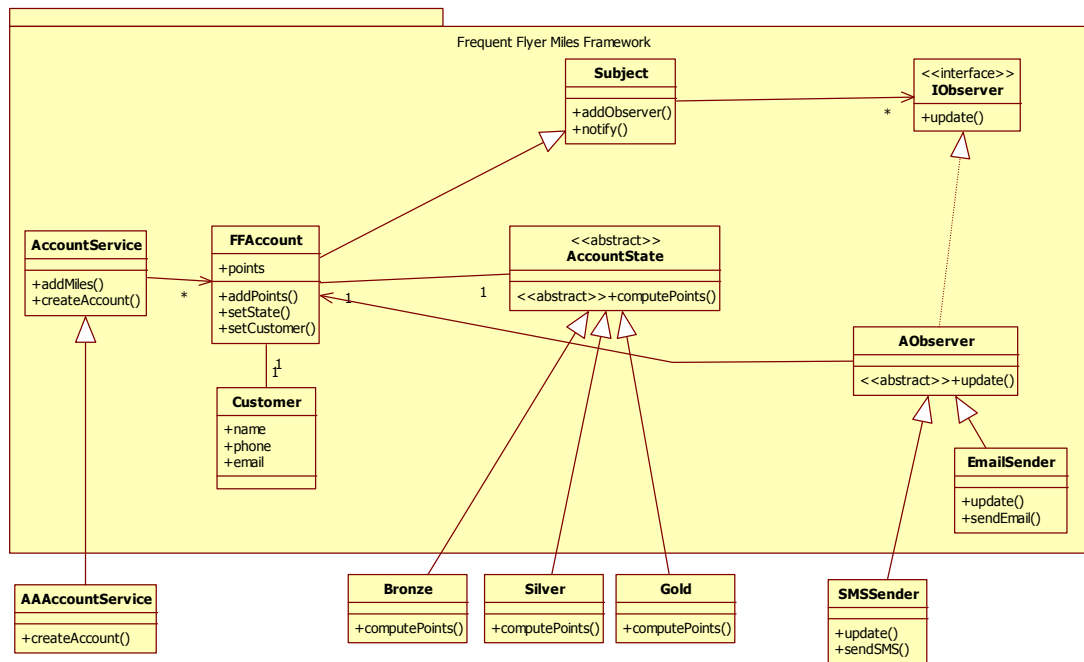 Frequent Flyer Miles Framework
Subject
+addObserver()
+notify()
<<interface>>
IObserver
+update()
*
AccountService
+addMiles()
+createAccount()
*
FFAccount
+points
+addPoints()
+setState()
+setCustomer()
1
1
<<abstract>>
AccountState
<<abstract>>+computePoints()
AObserver
<<abstract>>+update()
1
1
Customer
+name
+phone
+email
EmailSender
+update()
+sendEmail()
AAAccountService
+createAccount()
Bronze
+computePoints()
Silver
+computePoints()
Gold
+computePoints()
SMSSender
+update()
+sendSMS()